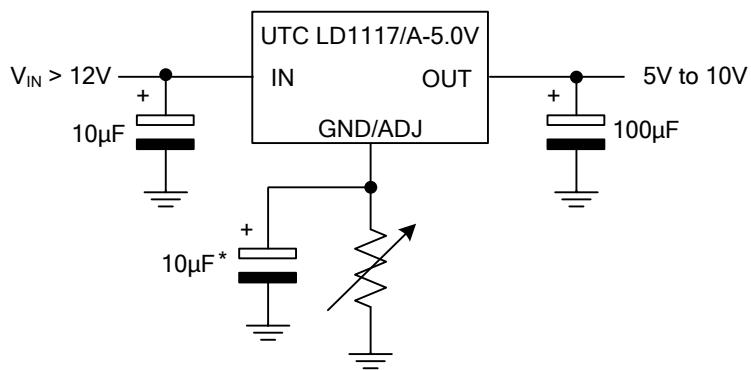 UTC LD1117/A-5.0V
VIN > 12V
IN
OUT
5V to 10V
+
10µF
GND/ADJ
+
100µF
+
10µF*